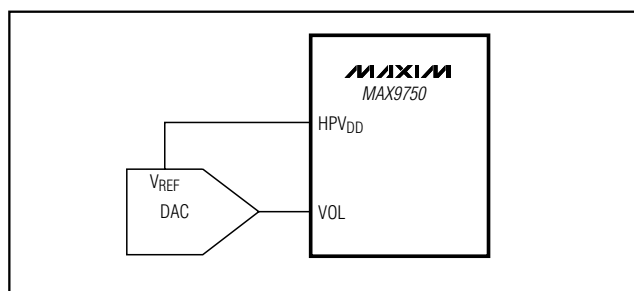 MAXIM
MAX9750
HPVDD
VREF
DAC
VOL